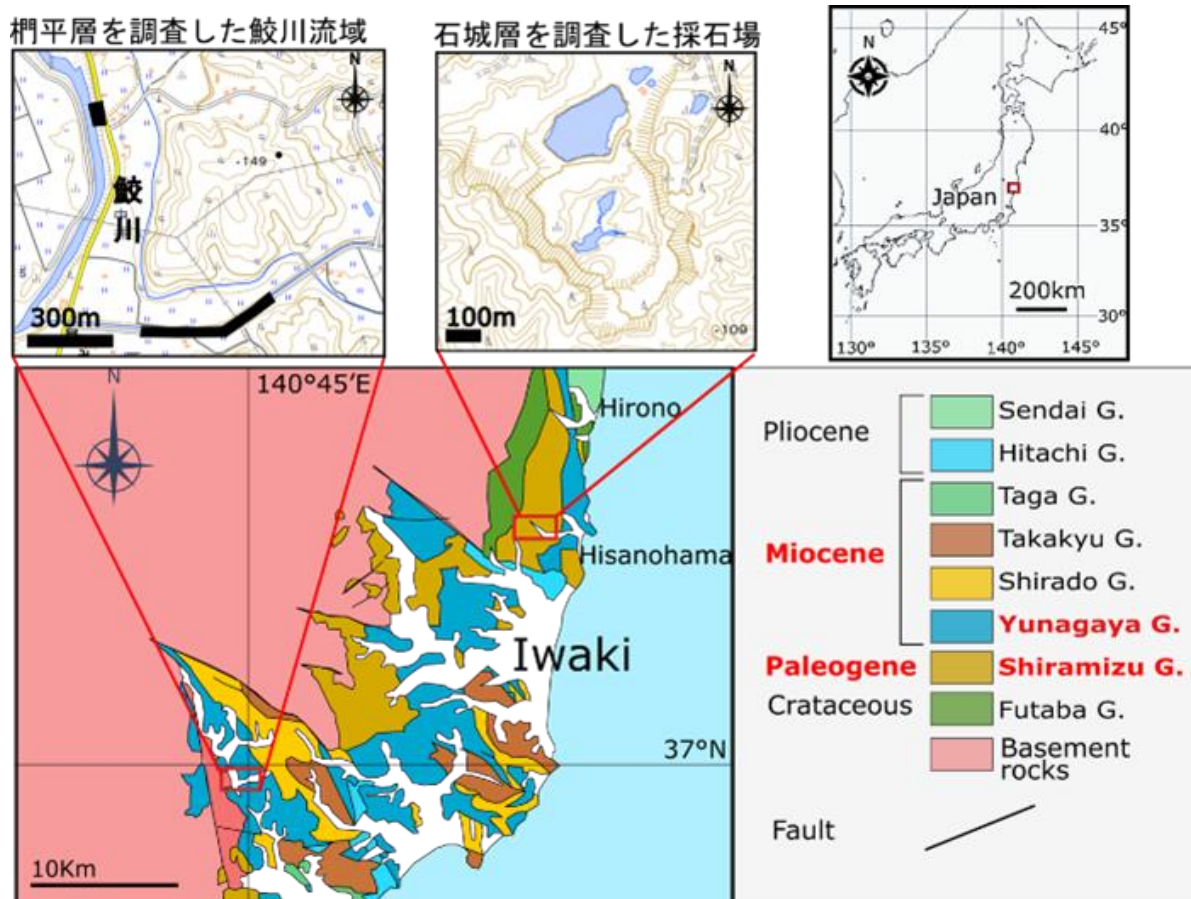 椚平層を調査した鮫川流域
石城層を調査した採石場
N
-149
鮫
川
300m
N
100m
-109
N
45°
40°
35°
30°
Japan
200km
130°
135°
140°
145°
N
140°45'E
Hirono
Hisanohama
Iwaki
37°N
10Km
Pliocene
Sendai G.
Hitachi G.
Miocene
Taga G.
Takakyu G.
Shirado G.
Yunagaya G.
Paleogene
Shiramizu G.
Crataceous
Futaba G.
Basement
rocks
Fault